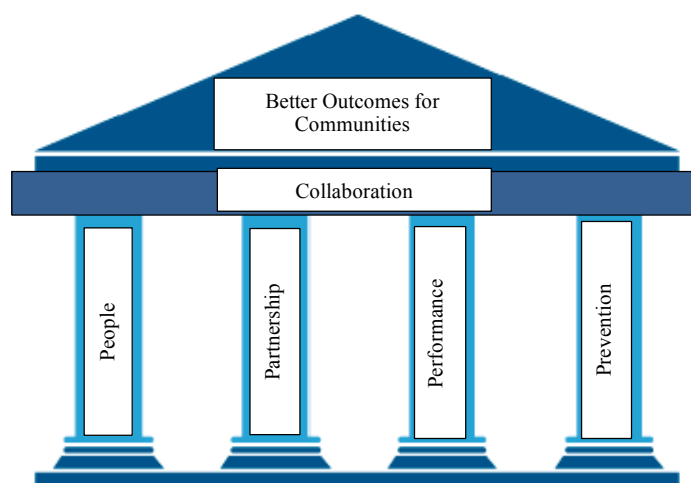 Better Outcomes for
Communities
Collaboration
People
Partnership
Performance
Prevention